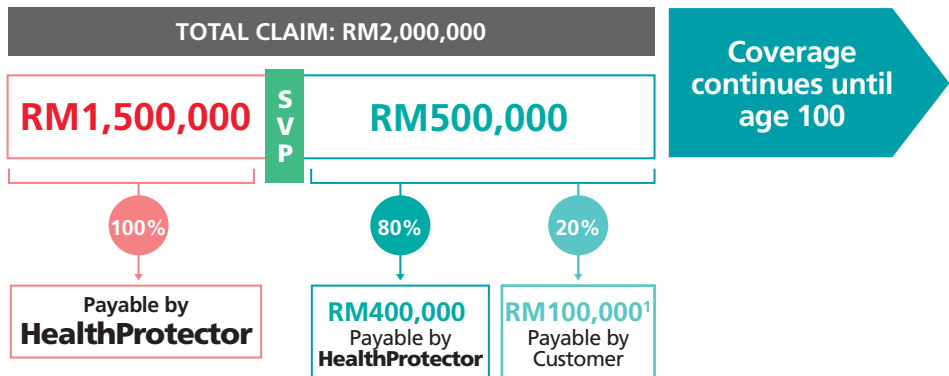 TOTAL CLAIM: RM2,000,000
Coverage
continues until
age 100
RM1,500,000
S
V
P
RM500,000
100%
80%
20%
Payable by
HealthProtector
RM400,000
Payable by
HealthProtector
RM100,000¹
Payable by
Customer